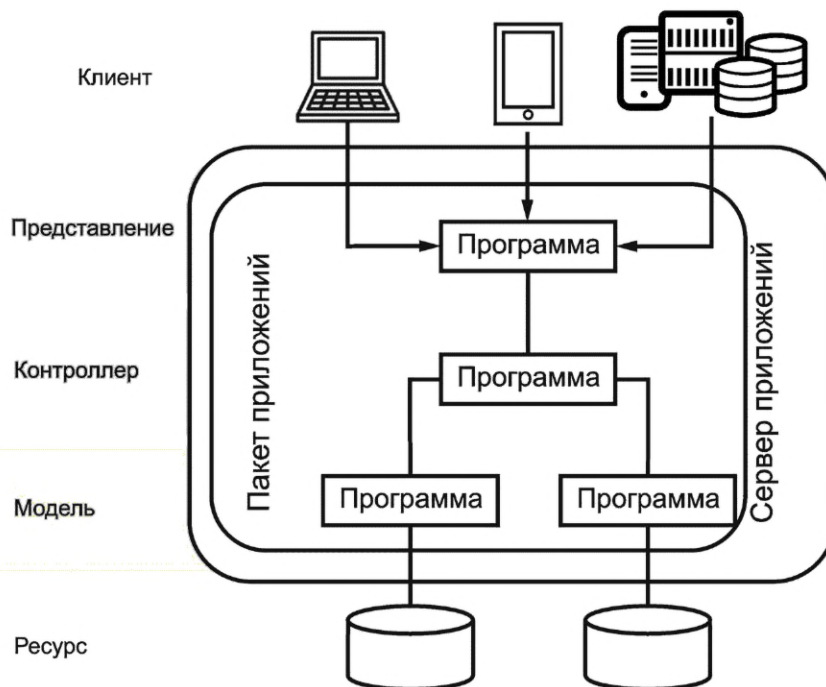 Клиент
Представление
Программа
Пакет приложений
Сервер приложений
Контроллер
Программа
Модель
Программа
Программа
Ресурс